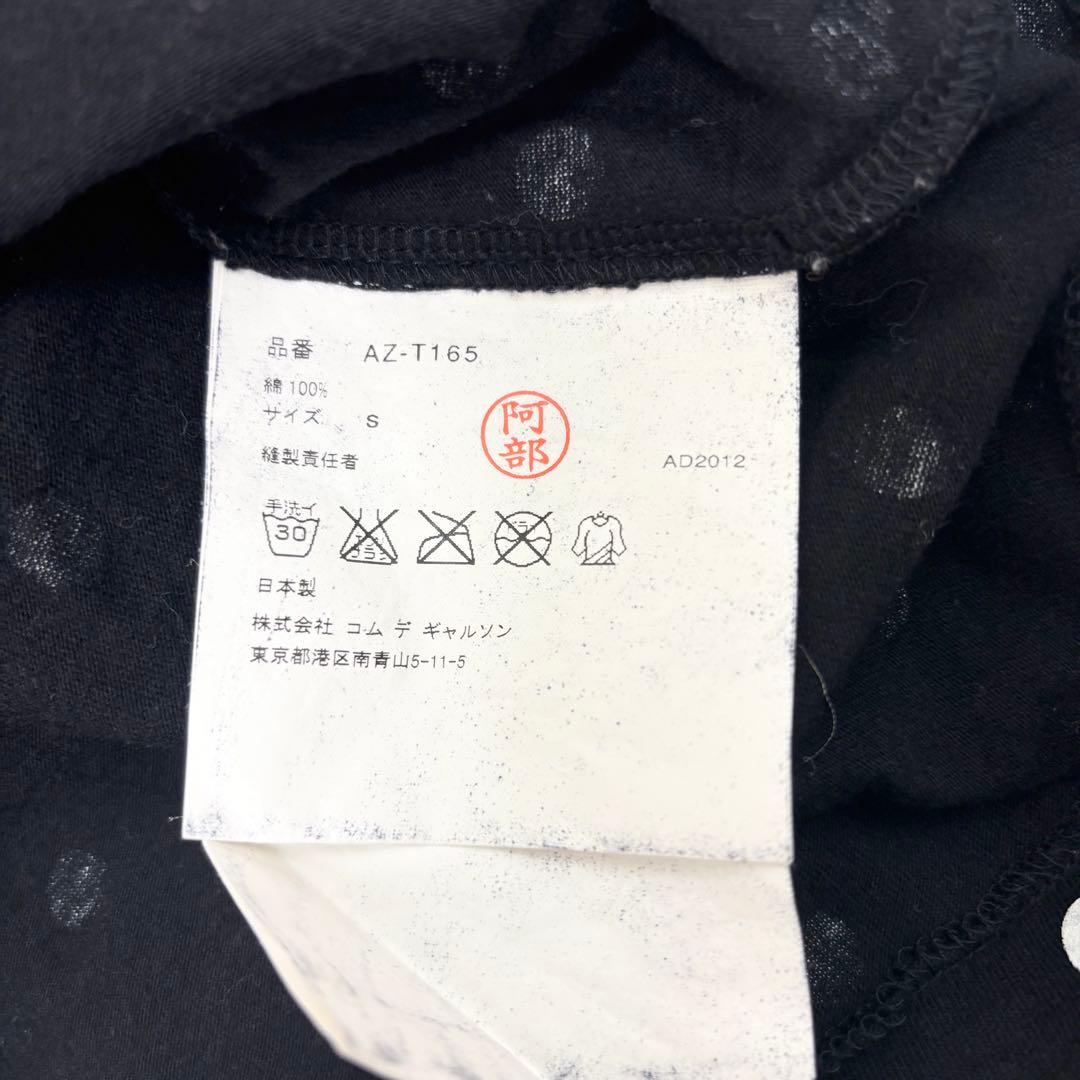 品番 AZ-T165
綿 100%
サイズ S
縫製責任者 阿部 AD2012
手洗イ
30
日本製
株式会社 コム デ ギャルソン
東京都港区南青山5-11-5